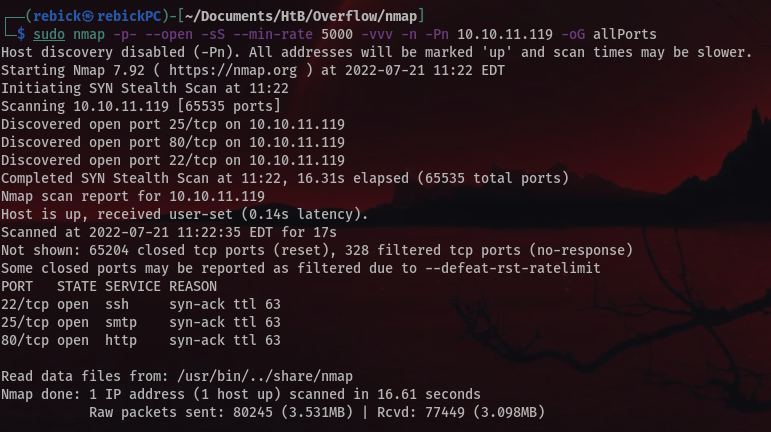 ┌──(rebick㉿rebickPC)-[~/Documents/HtB/Overflow/nmap]
└─$ sudo nmap -p- --open -sS --min-rate 5000 -vvv -n -Pn 10.10.11.119 -oG allPorts
Host discovery disabled (-Pn). All addresses will be marked 'up' and scan times may be slower.
Starting Nmap 7.92 ( https://nmap.org ) at 2022-07-21 11:22 EDT
Initiating SYN Stealth Scan at 11:22
Scanning 10.10.11.119 [65535 ports]
Discovered open port 25/tcp on 10.10.11.119
Discovered open port 80/tcp on 10.10.11.119
Discovered open port 22/tcp on 10.10.11.119
Completed SYN Stealth Scan at 11:22, 16.31s elapsed (65535 total ports)
Nmap scan report for 10.10.11.119
Host is up, received user-set (0.14s latency).
Scanned at 2022-07-21 11:22:35 EDT for 17s
Not shown: 65204 closed tcp ports (reset), 328 filtered tcp ports (no-response)
Some closed ports may be reported as filtered due to --defeat-rst-ratelimit
PORT   STATE SERVICE REASON
22/tcp open  ssh     syn-ack ttl 63
25/tcp open  smtp    syn-ack ttl 63
80/tcp open  http    syn-ack ttl 63

Read data files from: /usr/bin/../share/nmap
Nmap done: 1 IP address (1 host up) scanned in 16.61 seconds
           Raw packets sent: 80245 (3.531MB) | Rcvd: 77449 (3.098MB)